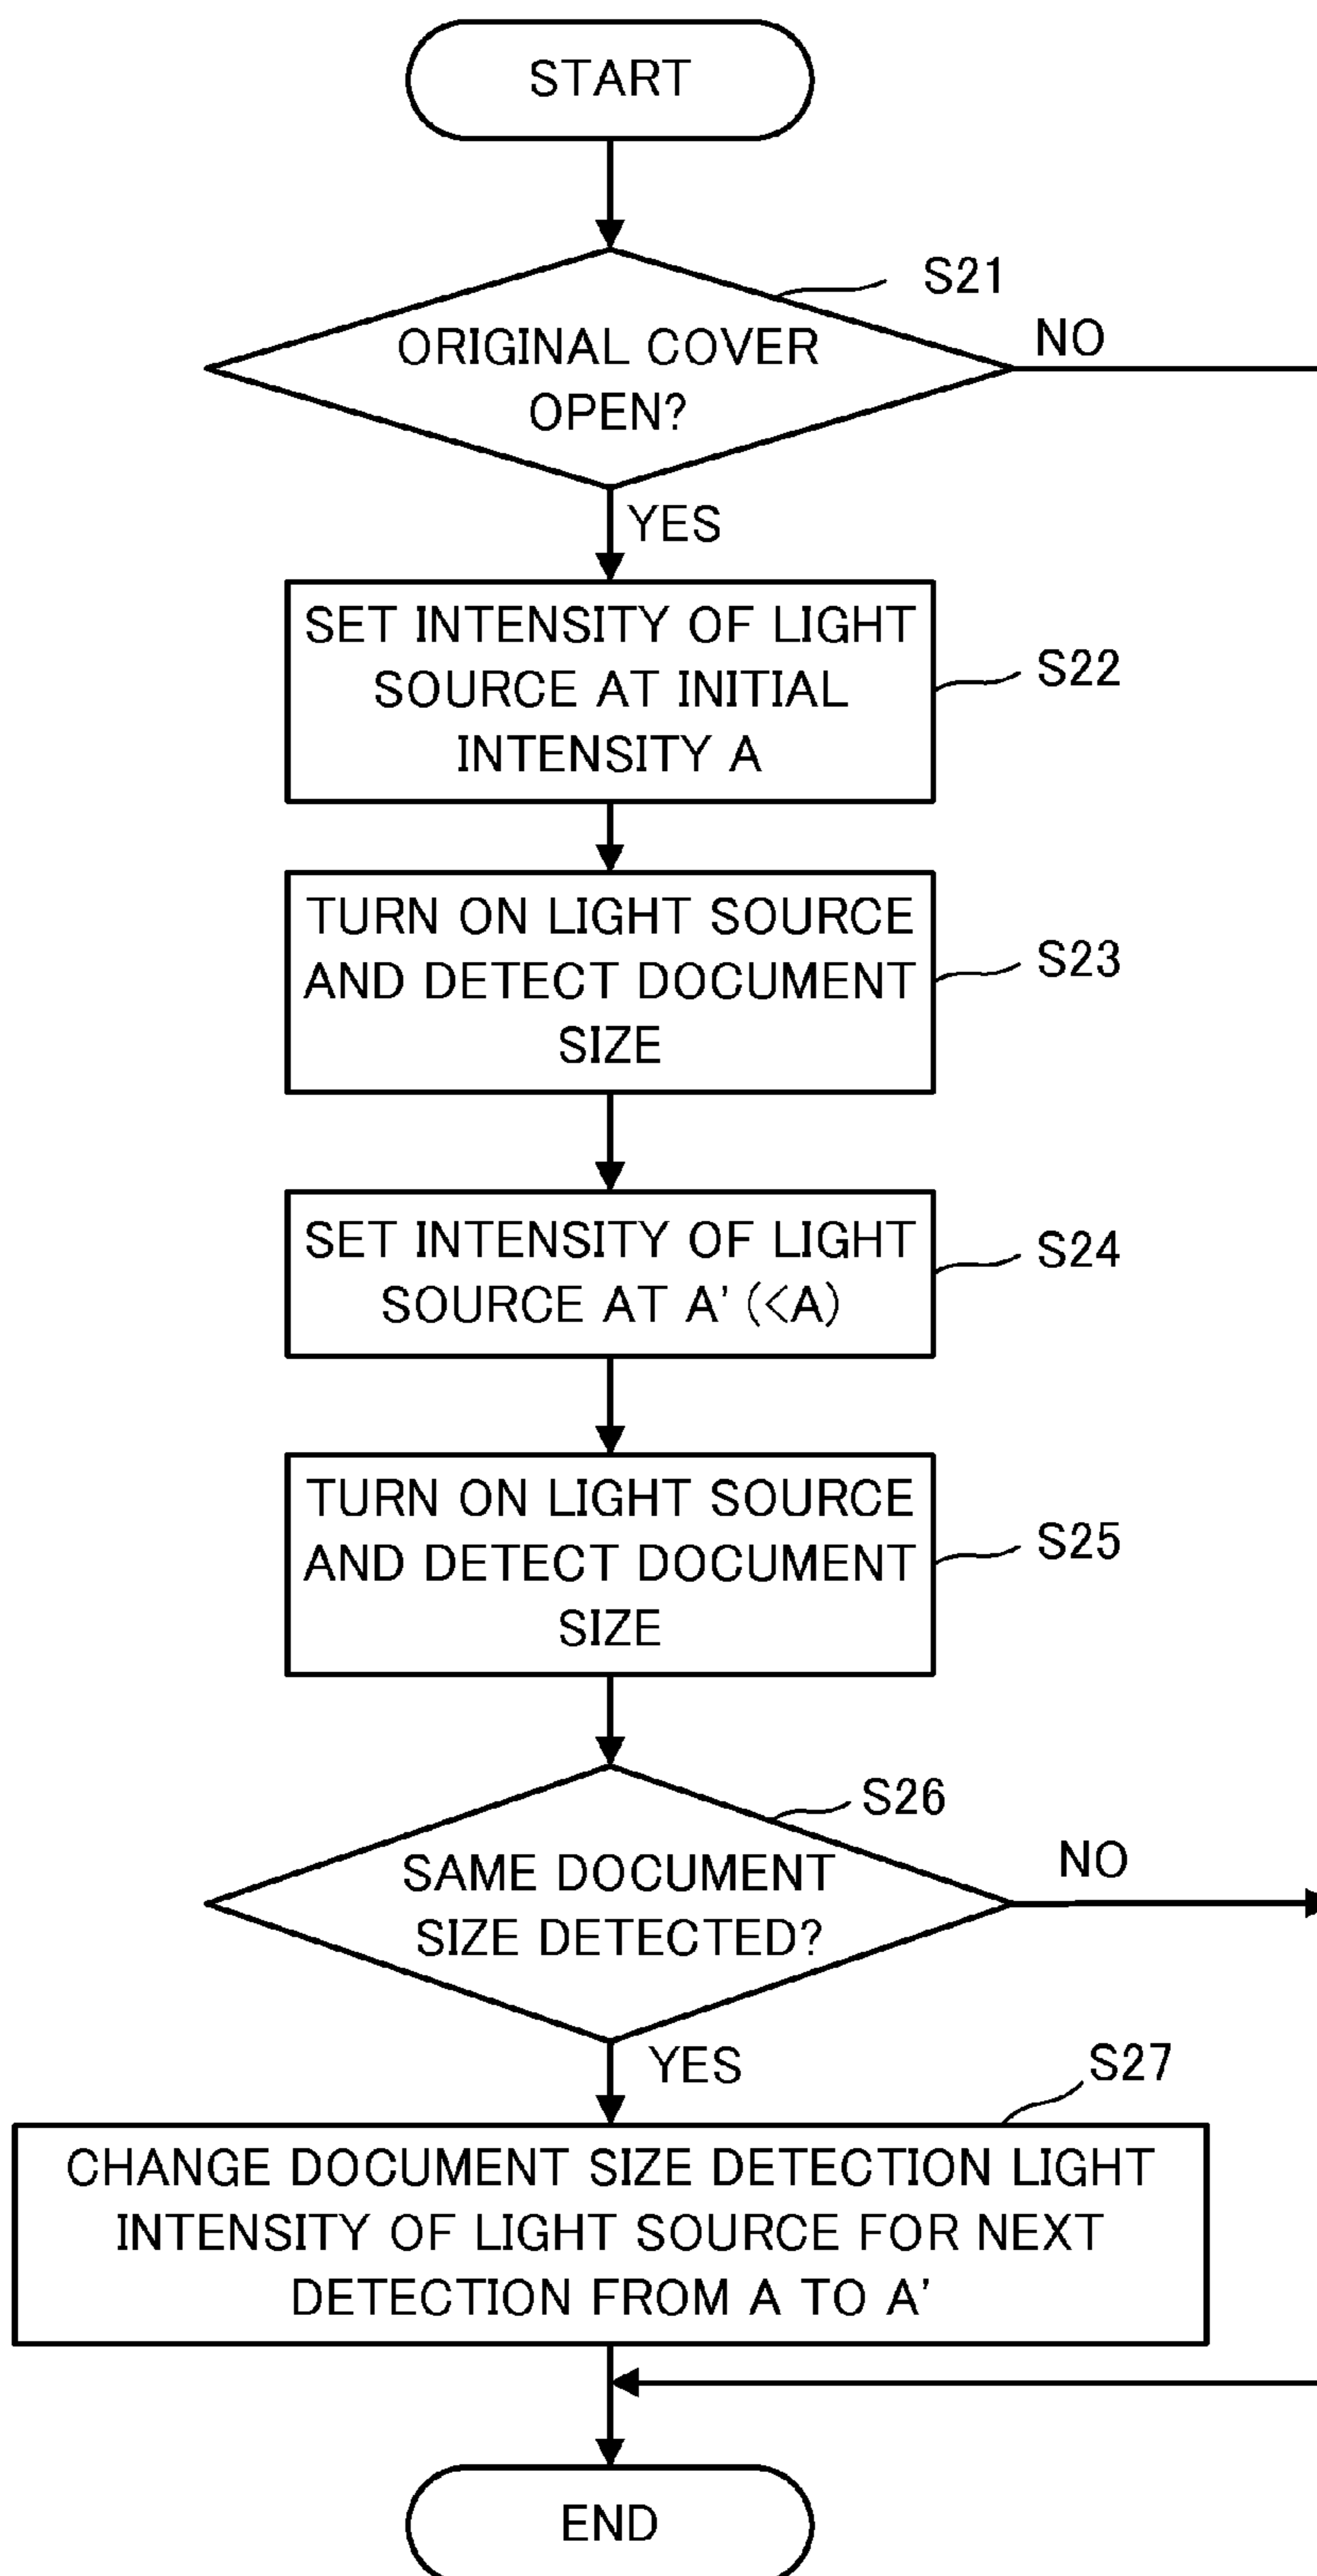 START
S21
ORIGINAL COVER
OPEN?
NO
YES
SET INTENSITY OF LIGHT
SOURCE AT INITIAL
INTENSITY A
S22
TURN ON LIGHT SOURCE
AND DETECT DOCUMENT
SIZE
S23
SET INTENSITY OF LIGHT
SOURCE AT A' (<A)
S24
TURN ON LIGHT SOURCE
AND DETECT DOCUMENT
SIZE
S25
S26
SAME DOCUMENT
SIZE DETECTED?
NO
YES
S27
CHANGE DOCUMENT SIZE DETECTION LIGHT
INTENSITY OF LIGHT SOURCE FOR NEXT
DETECTION FROM A TO A'
END